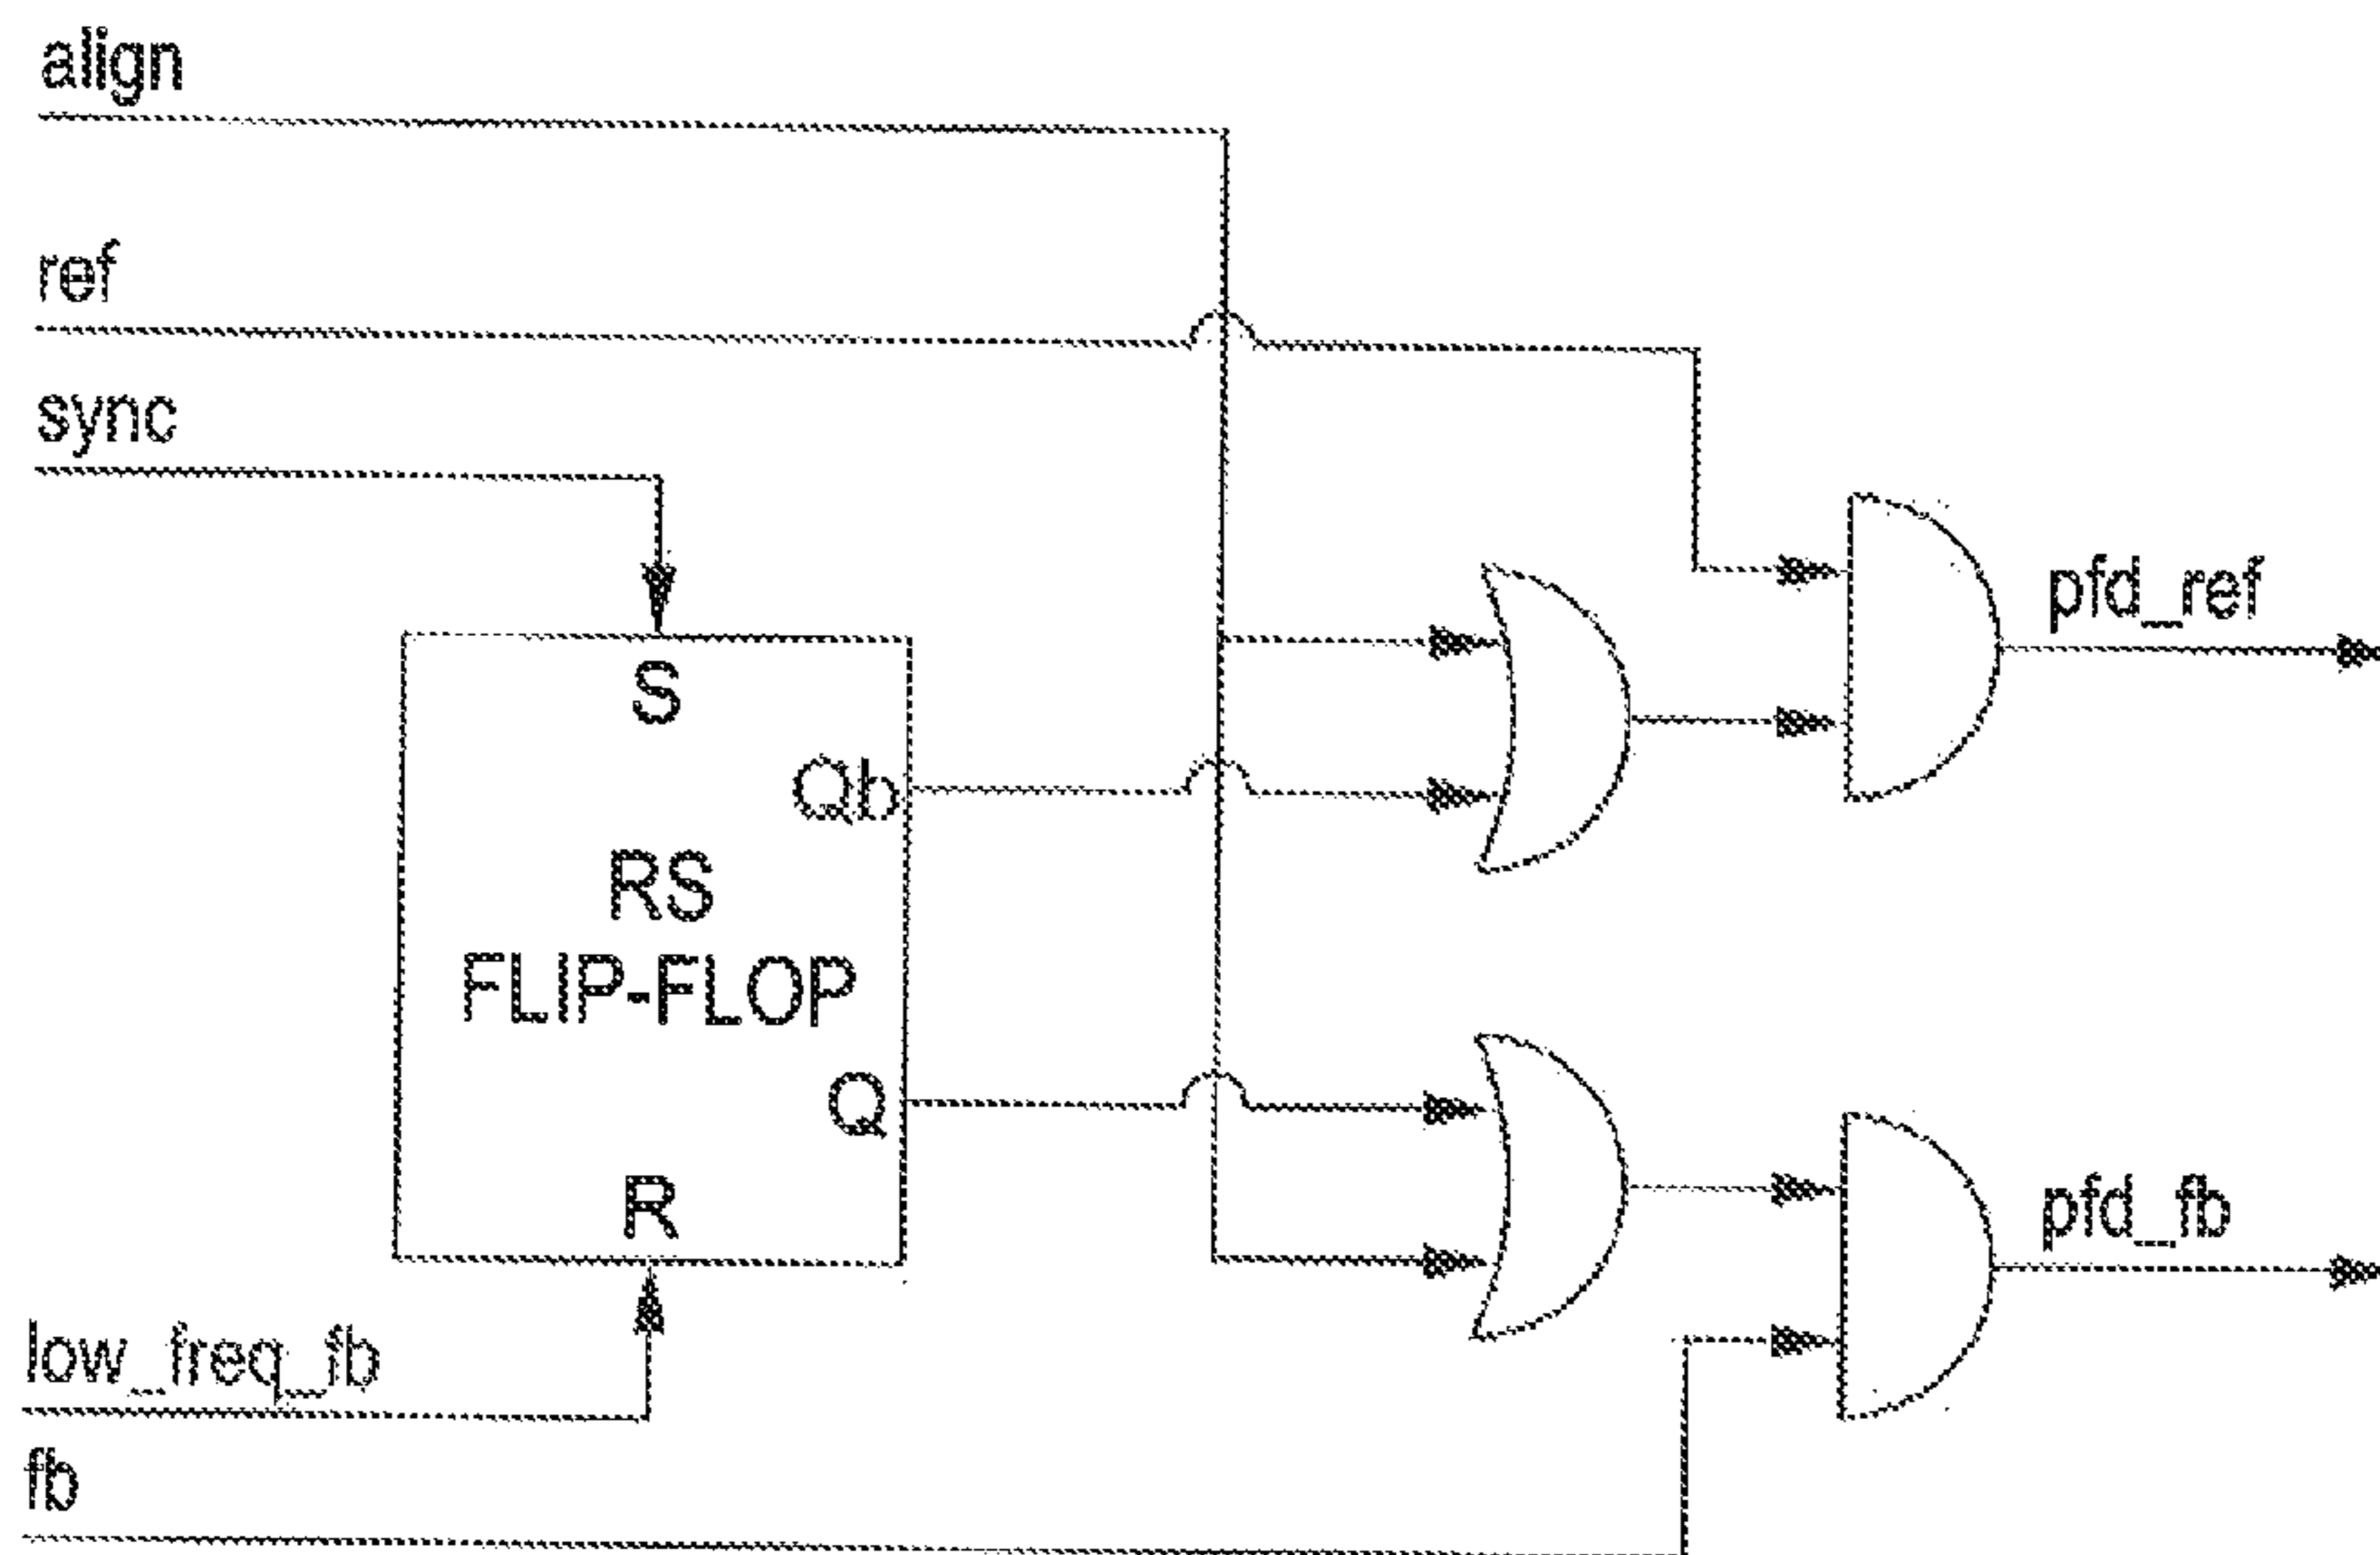 align
ref
sync
S
Qb
RS
FLIP-FLOP
Q
R
low_freq_fb
fb
pfd_ref
pfd_fb